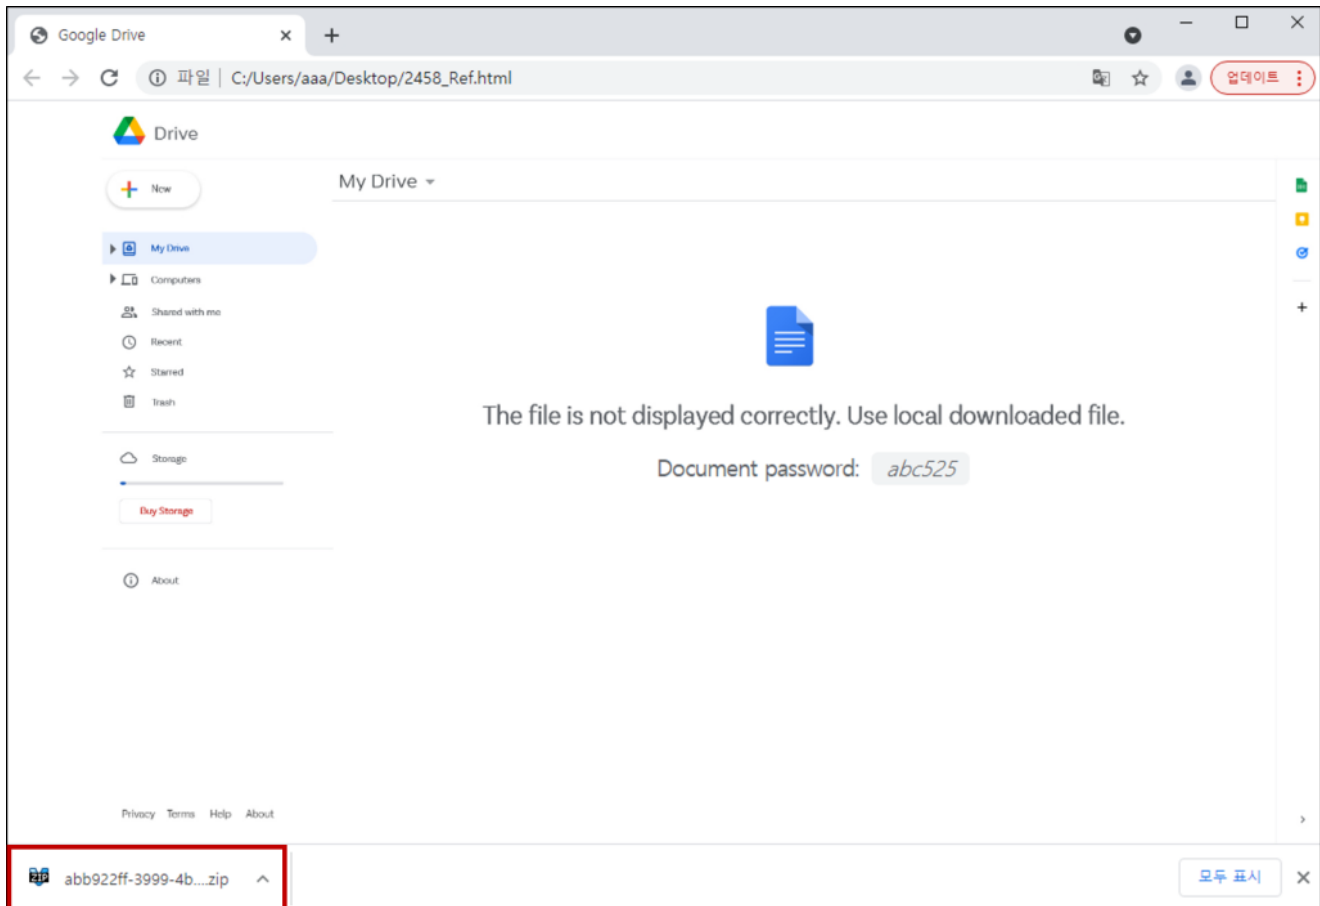 Google Drive
파일 | C:/Users/aaa/Desktop/2458_Ref.html
업데이트
Drive
New
My Drive
My Drive
Computers
Shared with me
Recent
Starred
Trash
Storage
Buy Storage
About
The file is not displayed correctly. Use local downloaded file.
Document password: abc525
Privacy Terms Help About
ZIP
abb922ff-3999-4b....zip
모두 표시